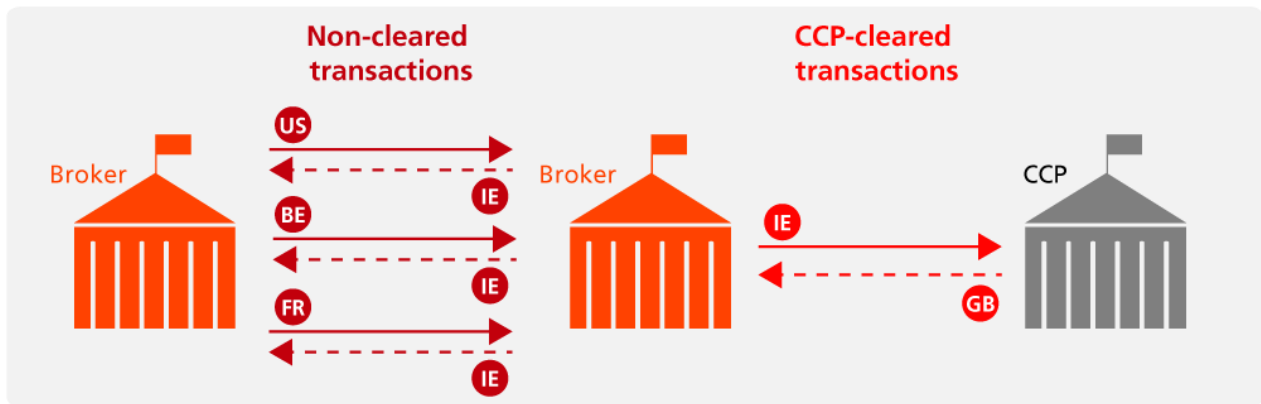 Non-cleared
transactions
CCP-cleared
transactions
US
Broker
Broker
CCP
IE
BE
IE
IE
FR
GB
IE